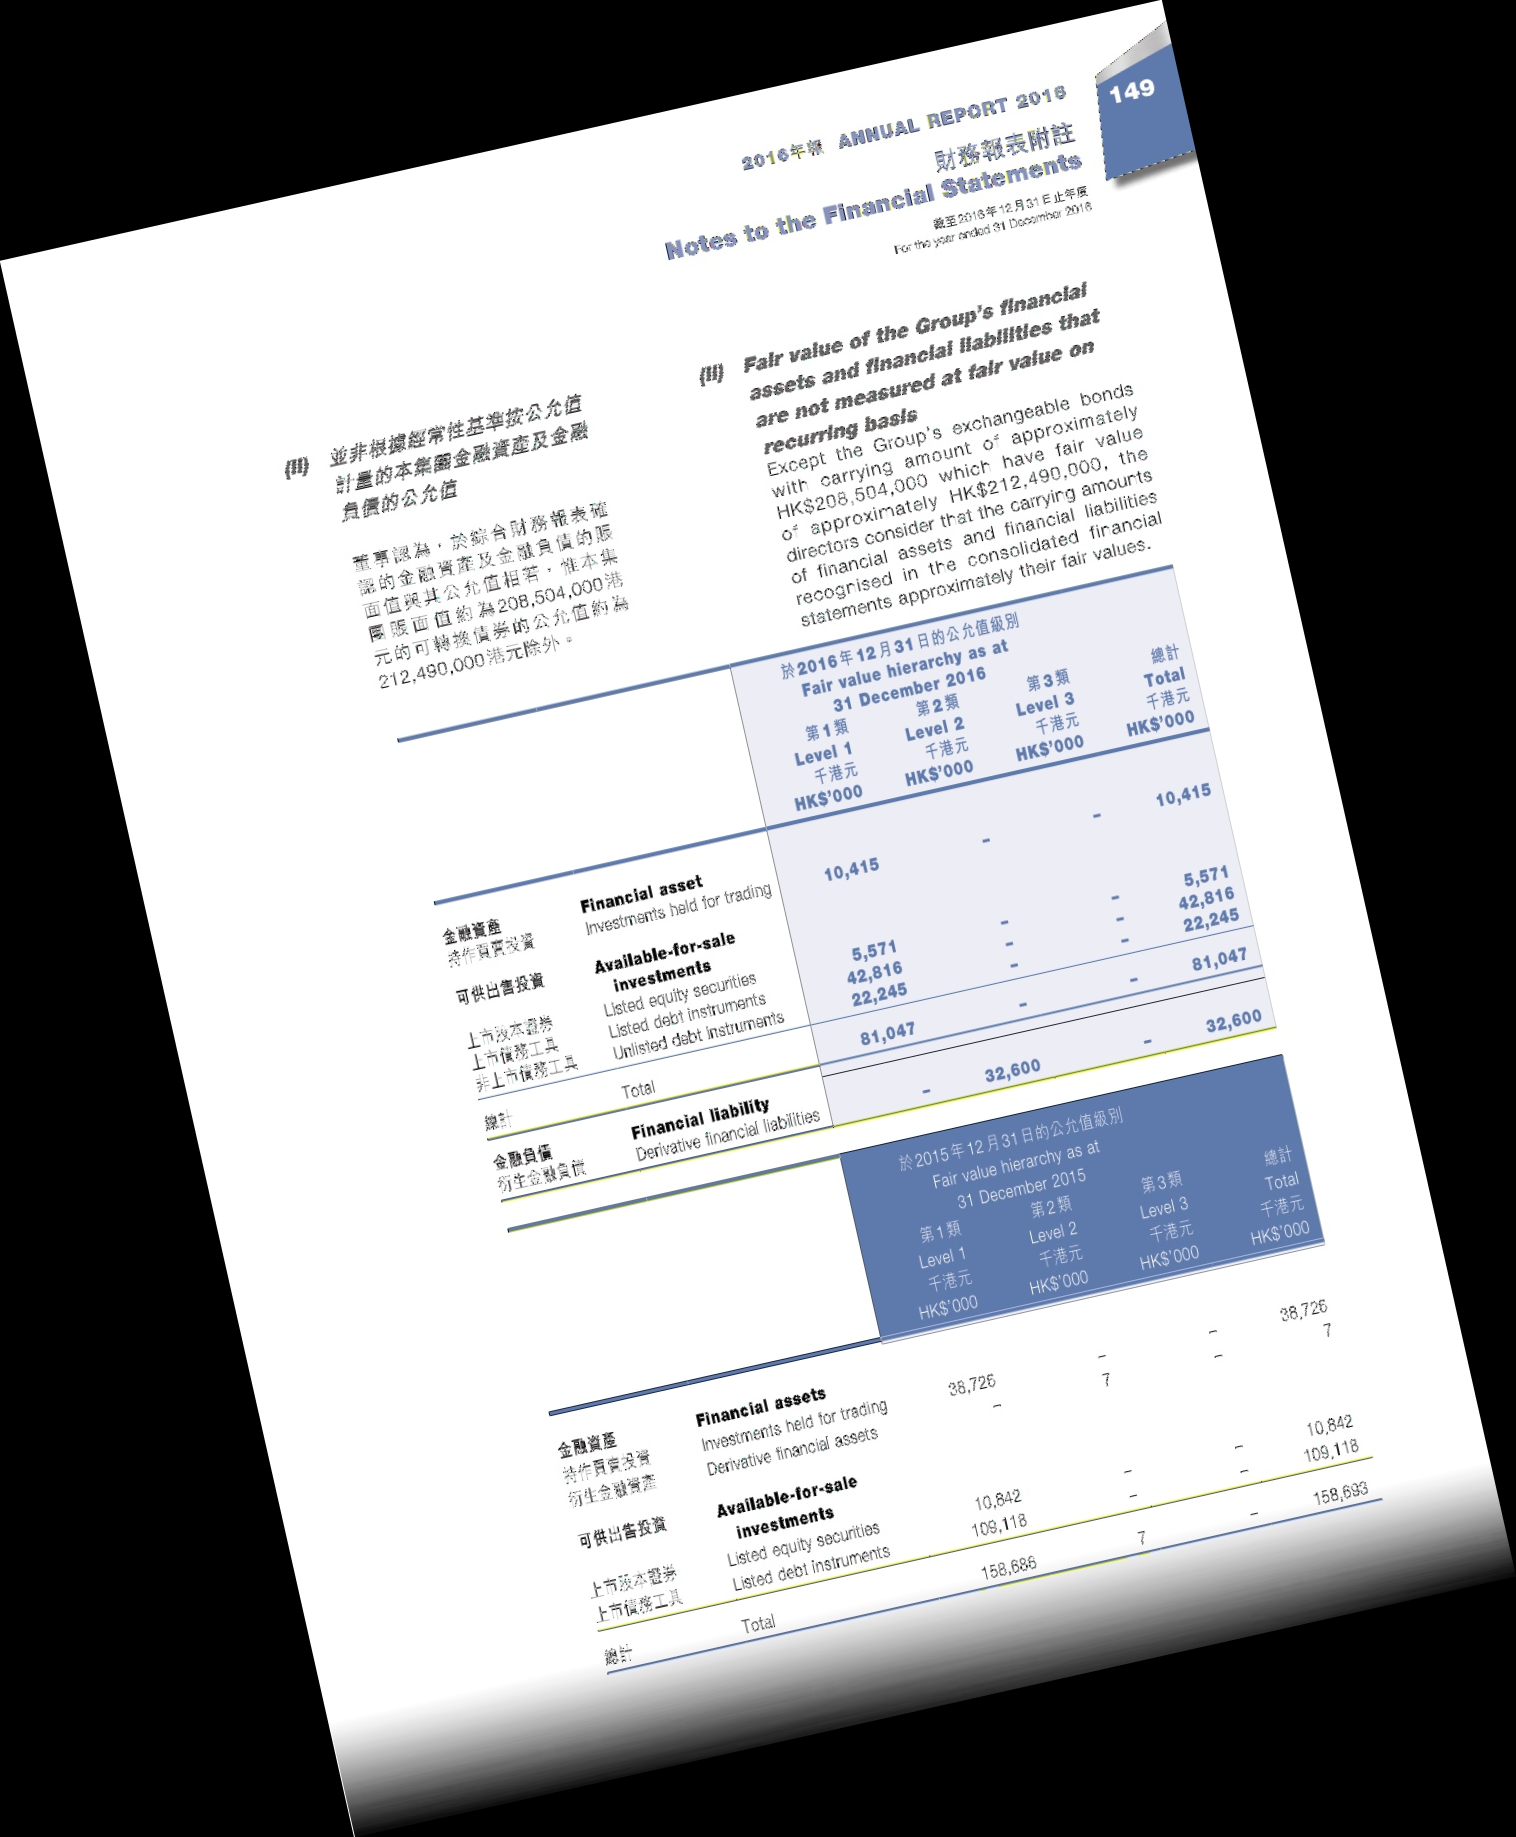 149
2016年報 ANNUAL REPORT 2016
財務報表附註
Notes to the Financial Statements
截至2016年12月31日止年度
For the year ended 31 December 2016
(II) 並非根據經常性基準按公允值
計量的本集團金融資產及金融
負債的公允值
董事認為，於綜合財務報表確
認的金融資產及金融負債的賬
面值與其公允值相若，惟本集
團賬面值約為208,504,000港
元的可轉換債券的公允值約為
212,490,000港元除外。
(II) Fair value of the Group's financial
assets and financial liabilities that
are not measured at fair value on
recurring basis
Except the Group's exchangeable bonds
with carrying amount of approximately
HK$208,504,000 which have fair value
of approximately HK$212,490,000, the
directors consider that the carrying amounts
of financial assets and financial liabilities
recognised in the consolidated financial
statements approximately their fair values.
於2016年12月31日的公允值級別
Fair value hierarchy as at
31 December 2016
第1類 第2類 第3類 總計
Level 1 Level 2 Level 3 Total
千港元 千港元 千港元 千港元
HK$'000 HK$'000 HK$'000 HK$'000
金融資產 Financial asset
持作買賣投資 Investments held for trading 10,415 – – 10,415
可供出售投資 Available-for-sale
investments
上市股本證券 Listed equity securities 5,571 – – 5,571
上市債務工具 Listed debt instruments 42,816 – – 42,816
非上市債務工具 Unlisted debt instruments 22,245 – – 22,245
總計 Total 81,047 – – 81,047
金融負債 Financial liability
衍生金融負債 Derivative financial liabilities – 32,600 – 32,600
於2015年12月31日的公允值級別
Fair value hierarchy as at
31 December 2015
第1類 第2類 第3類 總計
Level 1 Level 2 Level 3 Total
千港元 千港元 千港元 千港元
HK$'000 HK$'000 HK$'000 HK$'000
金融資產 Financial assets
持作買賣投資 Investments held for trading 38,726 – – 38,726
衍生金融資產 Derivative financial assets – 7 – 7
可供出售投資 Available-for-sale
investments
上市股本證券 Listed equity securities 10,842 – – 10,842
上市債務工具 Listed debt instruments 109,118 – – 109,118
總計 Total 158,686 7 – 158,693